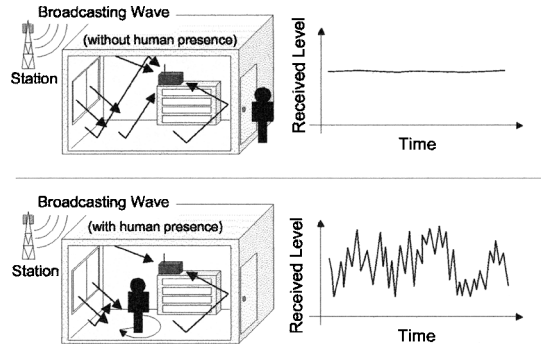 Broadcasting Wave
(without human presence)
Station
Received Level
Time
Broadcasting Wave
(with human presence)
Station
Received Level
Time